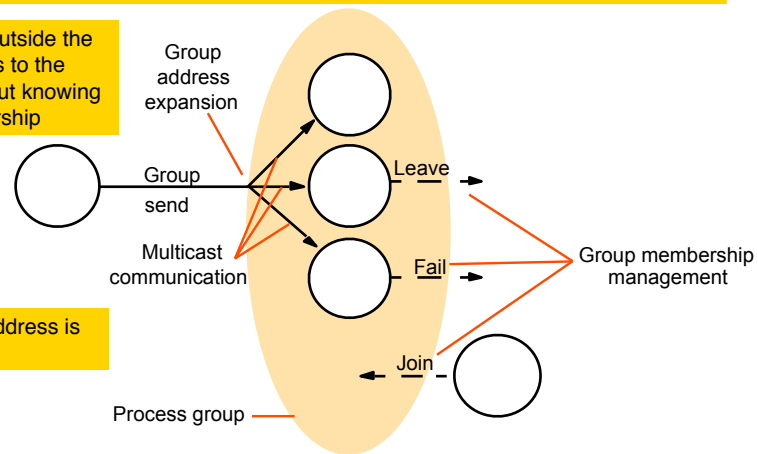 utside the
s to the
ut knowing
rship
Group
address
expansion
Group
send
Leave
Multicast
communication
Fail
Group membership
management
ddress is
Join
Process group